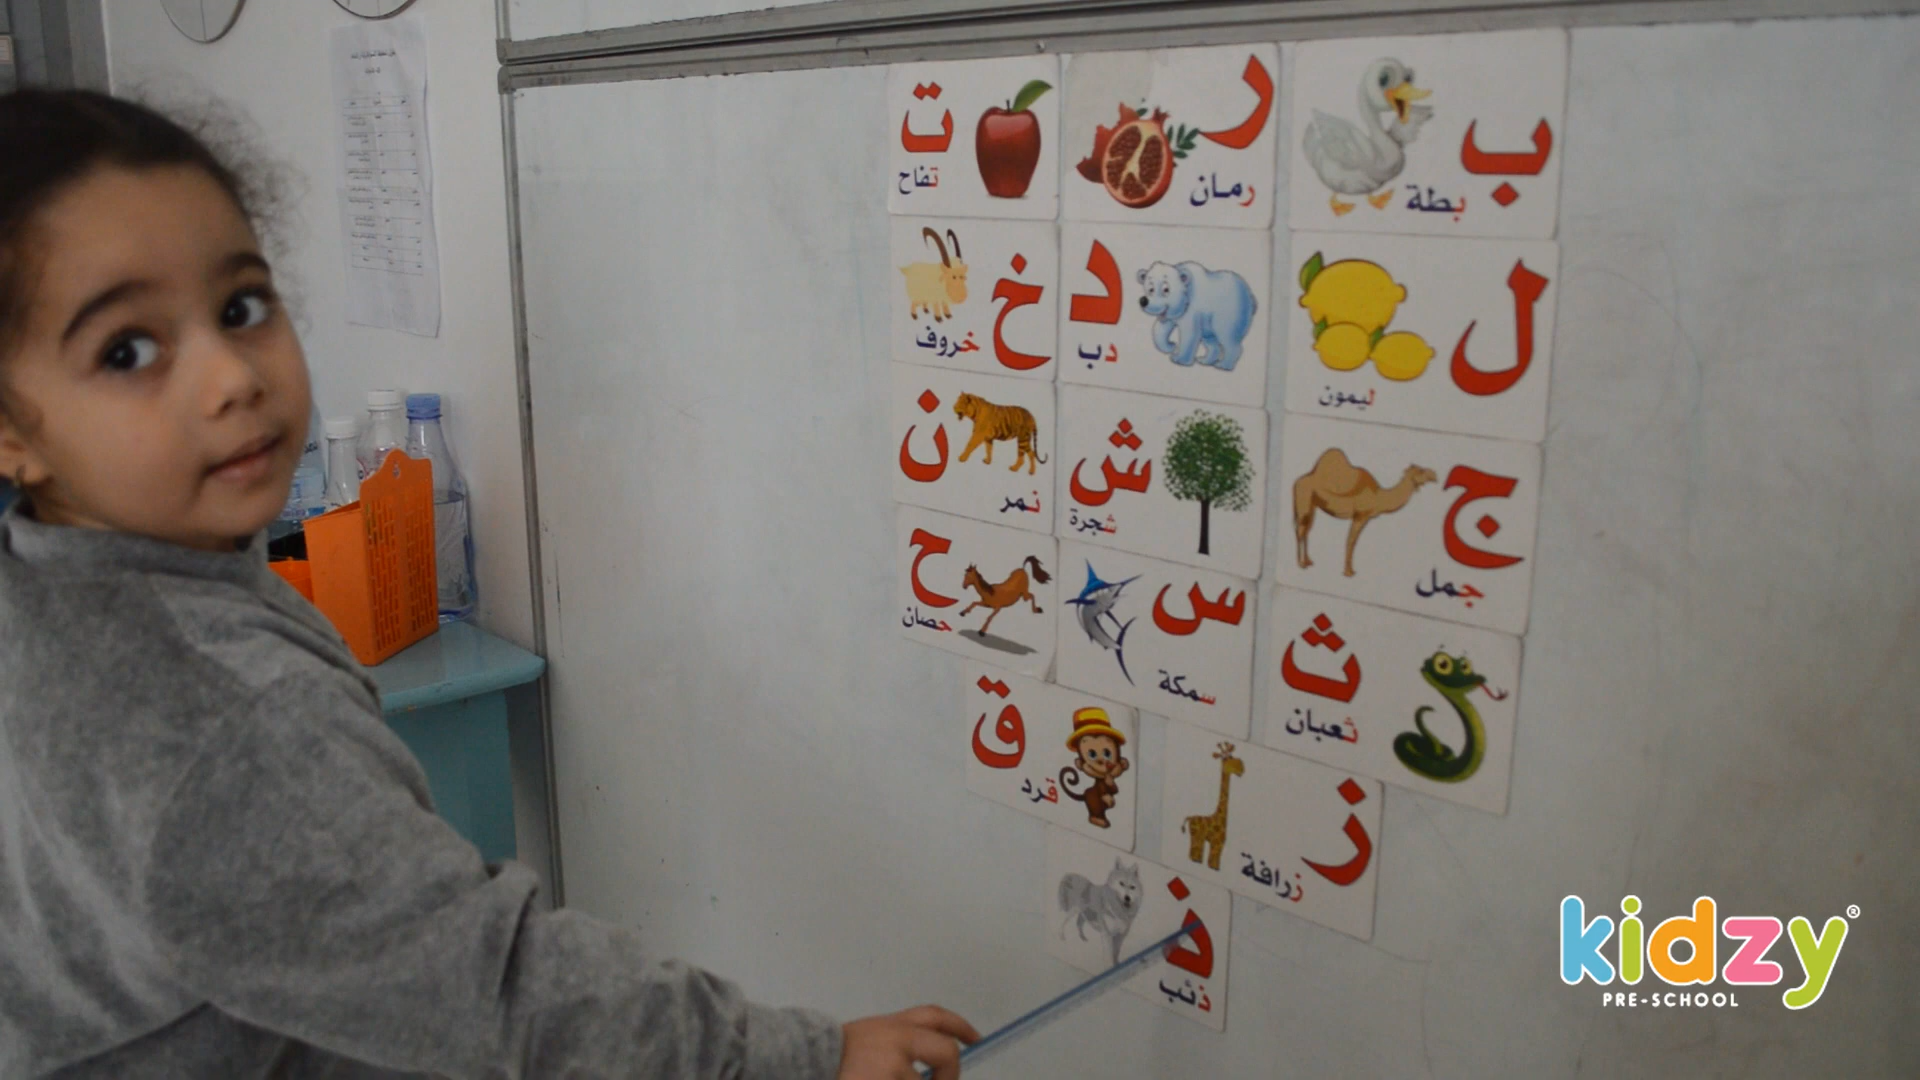 ب
بطة
ر
رمان
ت
تفاح
ل
ليمون
د
دب
خ
خروف
ج
جمل
ش
شجرة
ن
نمر
ث
ثعبان
س
سمكة
ح
حصان
ز
زرافة
ق
قرد
ذ
ذئب
kidzy®
PRE-SCHOOL